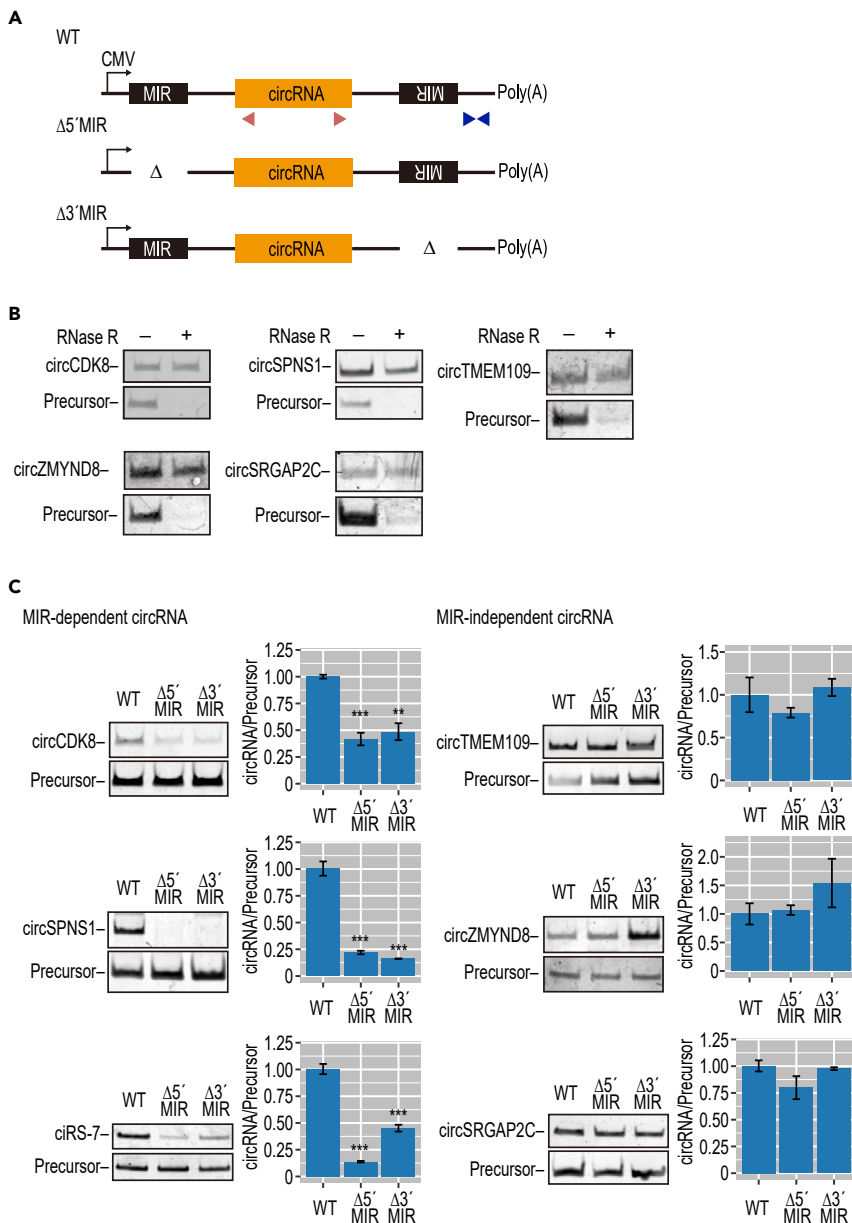 A
WT
CMV
MIR
circRNA
MIR
Poly(A)
Δ5´MIR
Δ
circRNA
MIR
Poly(A)
Δ3´MIR
MIR
circRNA
Δ
Poly(A)
B
RNase R – +
circCDK8–
Precursor–
RNase R – +
circSPNS1–
Precursor–
RNase R – +
circTMEM109–
Precursor–
circZMYND8–
Precursor–
circSRGAP2C–
Precursor–
C
MIR-dependent circRNA
WT Δ5´ MIR Δ3´ MIR
circCDK8–
Precursor–
circRNA/Precursor
1.25
1.00
0.75
0.50
0.25
0
*** **
WT Δ5´ MIR Δ3´ MIR
WT Δ5´ MIR Δ3´ MIR
circSPNS1–
Precursor–
circRNA/Precursor
1.25
1.00
0.75
0.50
0.25
0
*** ***
WT Δ5´ MIR Δ3´ MIR
WT Δ5´ MIR Δ3´ MIR
ciRS-7–
Precursor–
circRNA/Precursor
1.25
1.00
0.75
0.50
0.25
0
*** ***
WT Δ5´ MIR Δ3´ MIR
MIR-independent circRNA
WT Δ5´ MIR Δ3´ MIR
circTMEM109–
Precursor–
circRNA/Precursor
1.5
1.0
0.5
0
WT Δ5´ MIR Δ3´ MIR
WT Δ5´ MIR Δ3´ MIR
circZMYND8–
Precursor–
circRNA/Precursor
2.0
1.5
1.0
0.5
0
WT Δ5´ MIR Δ3´ MIR
WT Δ5´ MIR Δ3´ MIR
circSRGAP2C–
Precursor–
circRNA/Precursor
1.25
1.00
0.75
0.50
0.25
0
WT Δ5´ MIR Δ3´ MIR